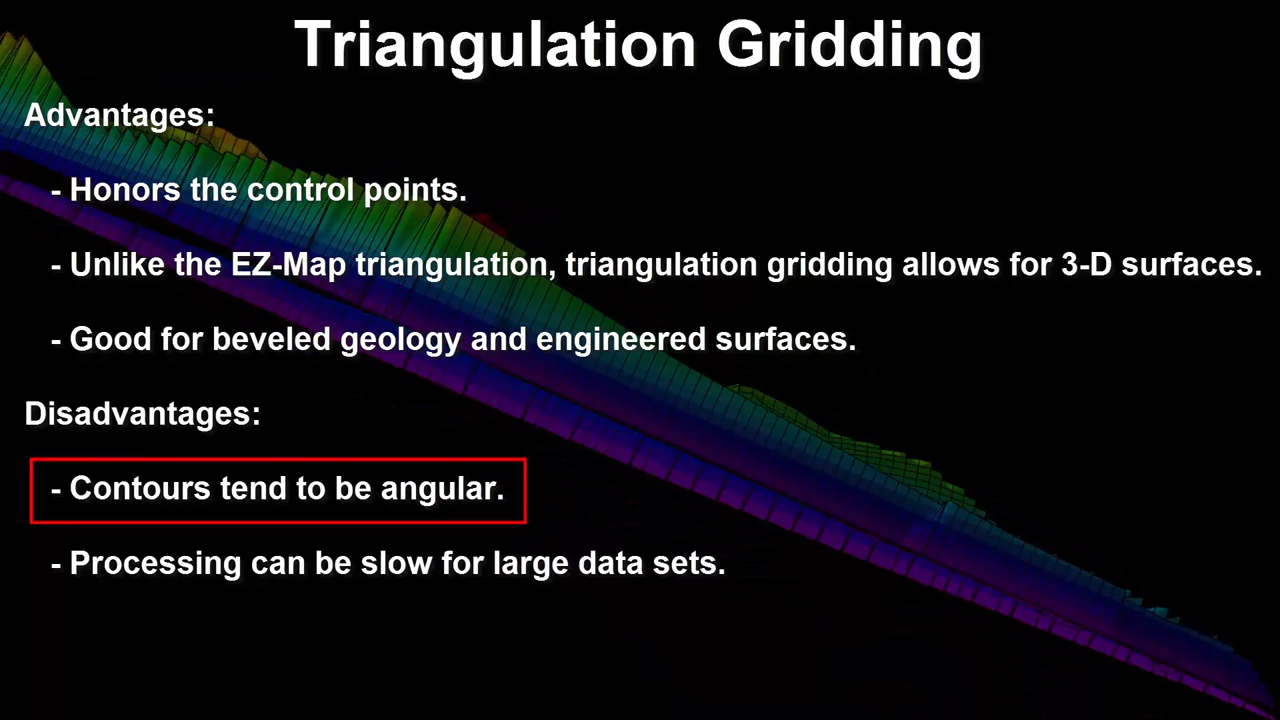 Triangulation Gridding
Advantages:
- Honors the control points.
- Unlike the EZ-Map triangulation, triangulation gridding allows for 3-D surfaces.
- Good for beveled geology and engineered surfaces.
Disadvantages:
- Contours tend to be angular.
- Processing can be slow for large data sets.